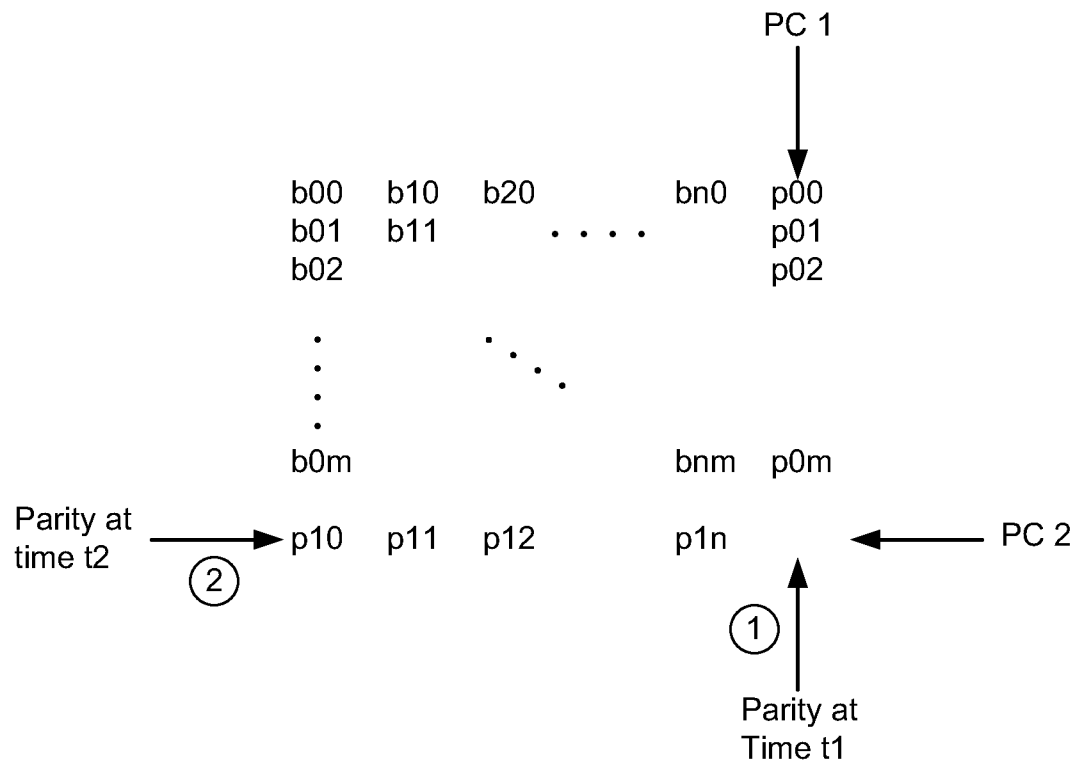 PC 1
b00 b10 b20 bn0 p00
b01 b11 . . . . p01
b02 p02
b0m bnm p0m
Parity at
time t2
p10 p11 p12 p1n
PC 2
2
1
Parity at
Time t1